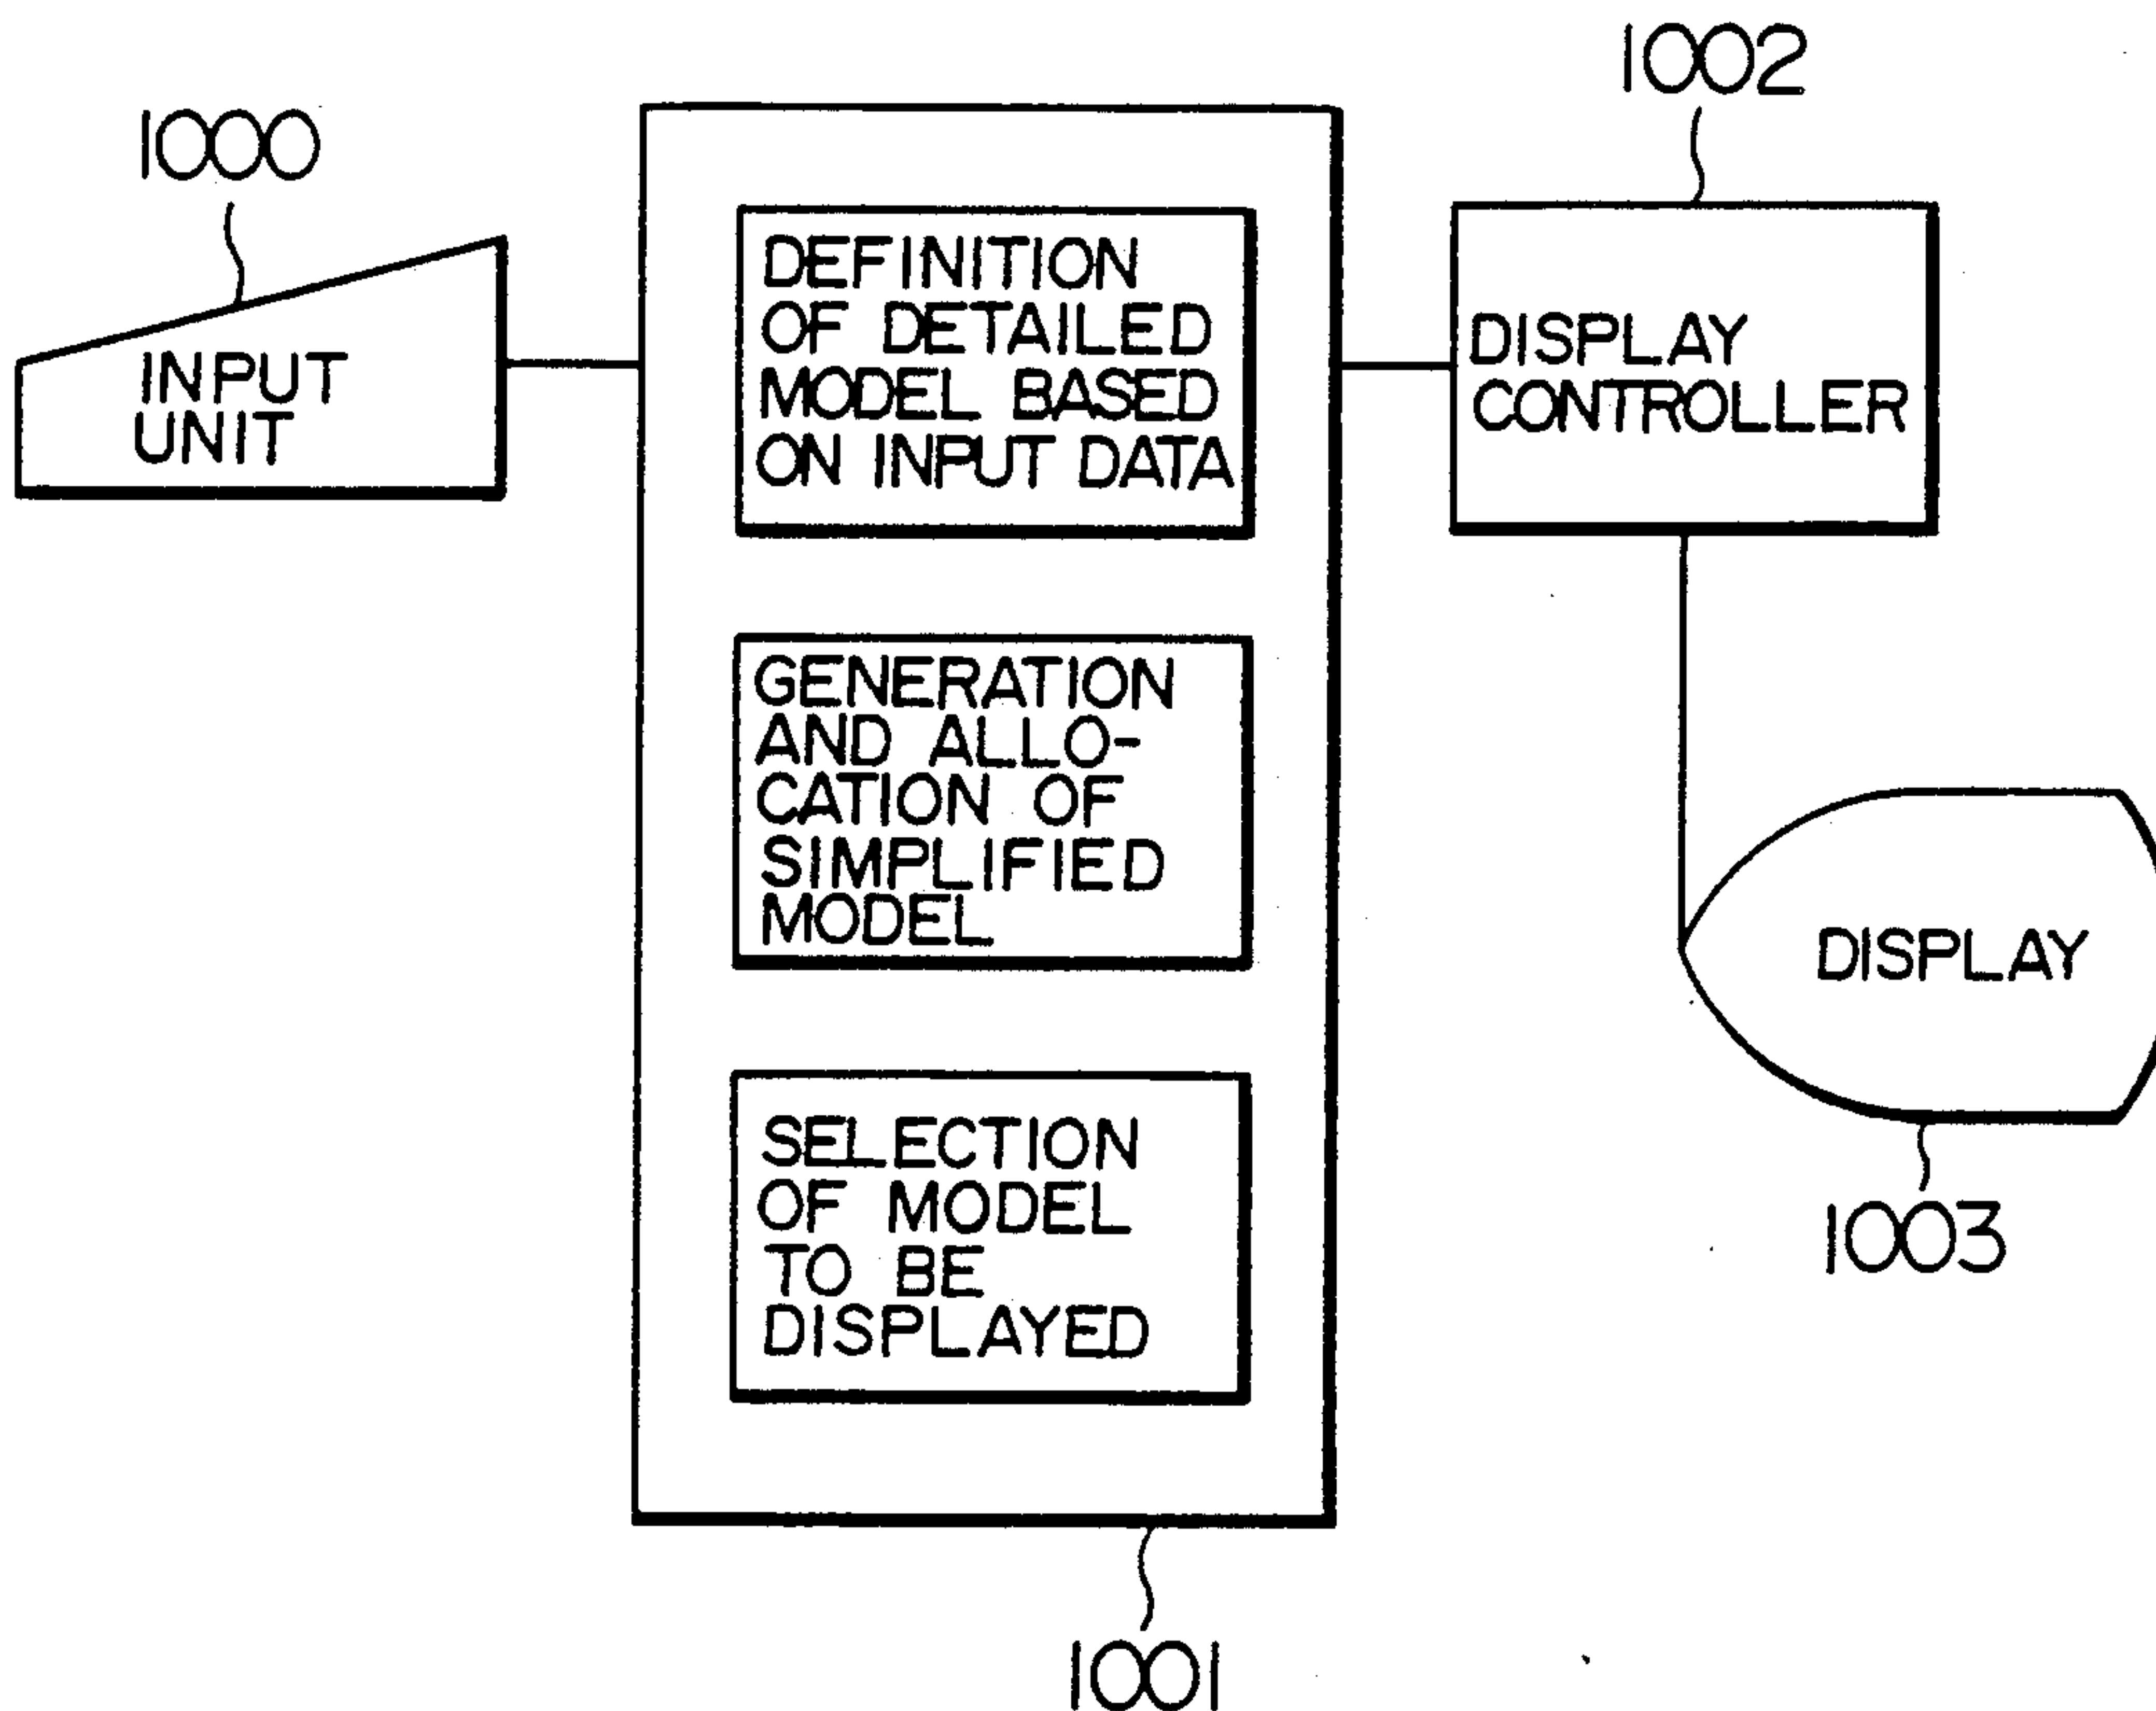 1000
INPUT
UNIT
DEFINITION
OF DETAILED
MODEL BASED
ON INPUT DATA
GENERATION
AND ALLO-
CATION OF
SIMPLIFIED
MODEL
SELECTION
OF MODEL
TO BE
DISPLAYED
1001
1002
DISPLAY
CONTROLLER
DISPLAY
1003